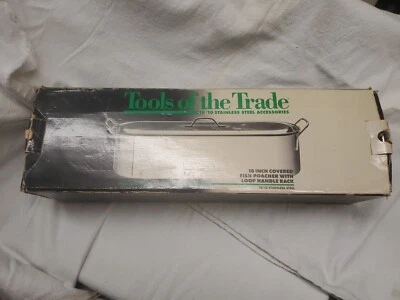 Tools of the Trade
18/10 STAINLESS STEEL ACCESSORIES
18 INCH COVERED
FISH POACHER WITH
LOOP HANDLE RACK
18/10 STAINLESS STEEL